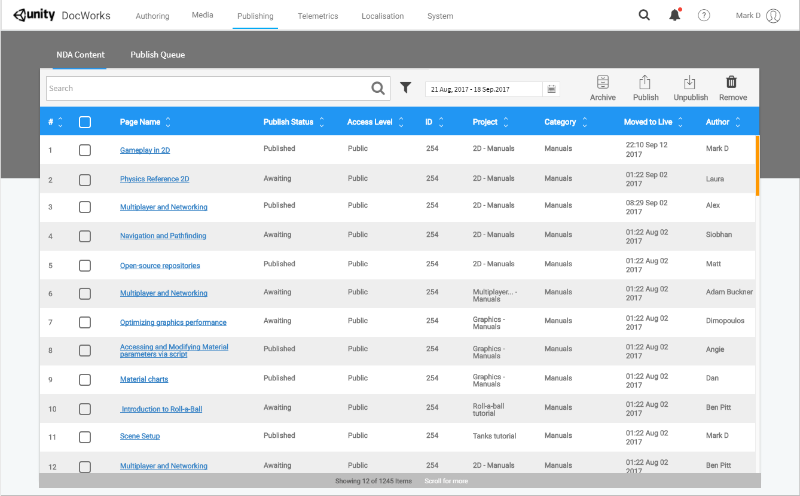 unity DocWorks Authoring Media Publishing Telemetrics Localisation System ? Mark D
NDA Content Publish Queue
Search 21 Aug, 2017 - 18 Sep.2017 Archive Publish Unpublish Remove
# Page Name Publish Status Access Level ID Project Category Moved to Live Author
1 Gameplay in 2D Published Public 254 2D - Manuals Manuals 22:10 Sep 12 2017 Mark D
2 Physics Reference 2D Awaiting Public 254 2D - Manuals Manuals 01:22 Sep 02 2017 Laura
3 Multiplayer and Networking Published Public 254 2D - Manuals Manuals 08:29 Sep 02 2017 Alex
4 Navigation and Pathfinding Awaiting Public 254 2D - Manuals Manuals 01:22 Aug 02 2017 Siobhan
5 Open-source repositories Published Public 254 2D - Manuals Manuals 01:22 Aug 02 2017 Matt
6 Multiplayer and Networking Awaiting Public 254 Multiplayer... - Manuals Manuals 01:22 Aug 02 2017 Adam Buckner
7 Optimizing graphics performance Awaiting Public 254 Graphics - Manuals Manuals 01:22 Aug 02 2017 Dimopoulos
8 Accessing and Modifying Material parameters via script Published Public 254 Graphics - Manuals Manuals 01:22 Aug 02 2017 Angie
9 Material charts Published Public 254 Graphics - Manuals Manuals 01:22 Aug 02 2017 Dan
10 Introduction to Roll-a-Ball Awaiting Public 254 Roll-a-ball tutorial Manuals 01:22 Aug 02 2017 Ben Pitt
11 Scene Setup Published Public 254 Tanks tutorial Manuals 01:22 Aug 02 2017 Mark D
12 Multiplayer and Networking Awaiting Public 254 2D - Manuals Manuals 01:22 Aug 02 2017 Ben Pitt
Showing 12 of 1245 items Scroll for more